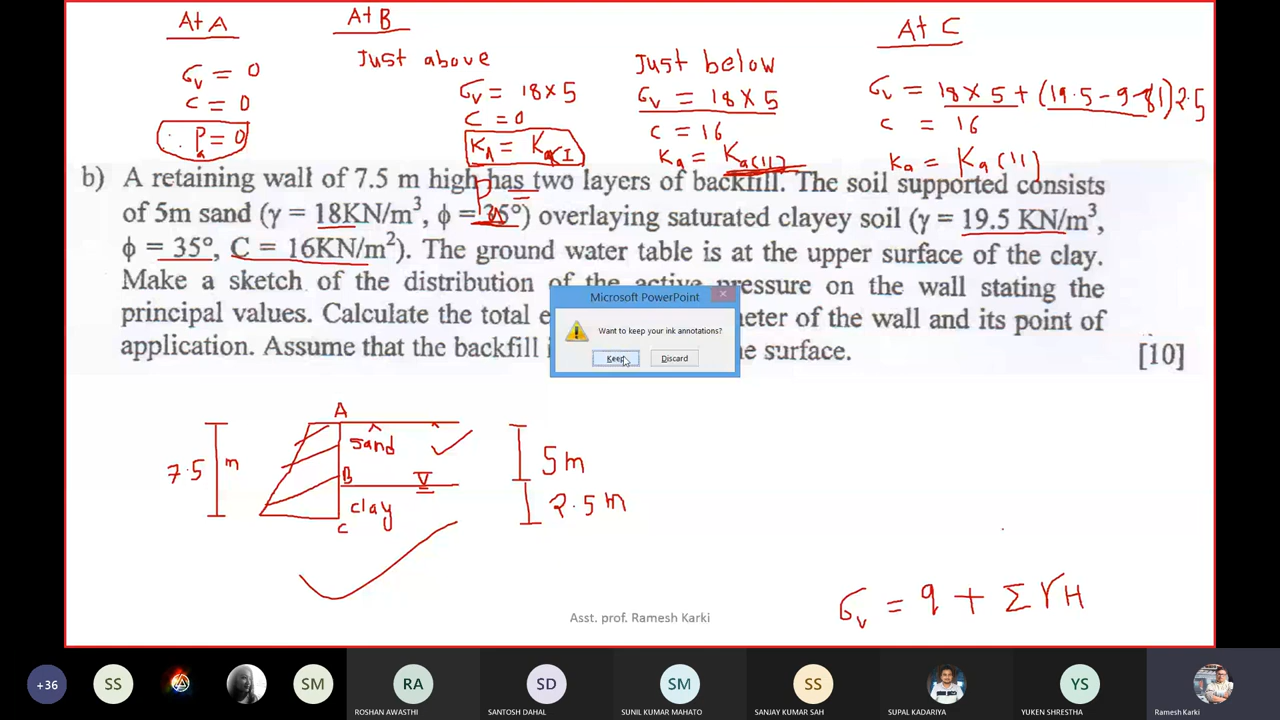 At A
σv = 0
c = 0
∴ Pa = 0
At B
Just above
σv = 18 × 5
c = 0
KA = Ka(I
PA
Just below
σv = 18 × 5
c = 16
Ka = Ka(11)
At C
σv = 18 × 5 + (19.5 - 9.81) 2.5
c = 16
Ka = Ka(11)
b) A retaining wall of 7.5 m high has two layers of backfill. The soil supported consists
of 5m sand (γ = 18KN/m³, ϕ = 35°) overlaying saturated clayey soil (γ = 19.5 KN/m³,
ϕ = 35°, C = 16KN/m²). The ground water table is at the upper surface of the clay.
Make a sketch of the distribution of the active pressure on the wall stating the
principal values. Calculate the total e meter of the wall and its point of
application. Assume that the backfill i e surface.
[10]
Microsoft PowerPoint
Want to keep your ink annotations?
Keep
Discard
A
sand
B
clay
C
7.5 m
5 m
2.5 m
σv = q + Σ γH
Asst. prof. Ramesh Karki
+36
SS
SM
RA
ROSHAN AWASTHI
SD
SANTOSH DAHAL
SM
SUNIL KUMAR MAHATO
SS
SANJAY KUMAR SAH
SUPAL KADARIYA
YS
YUKEN SHRESTHA
Ramesh Karki